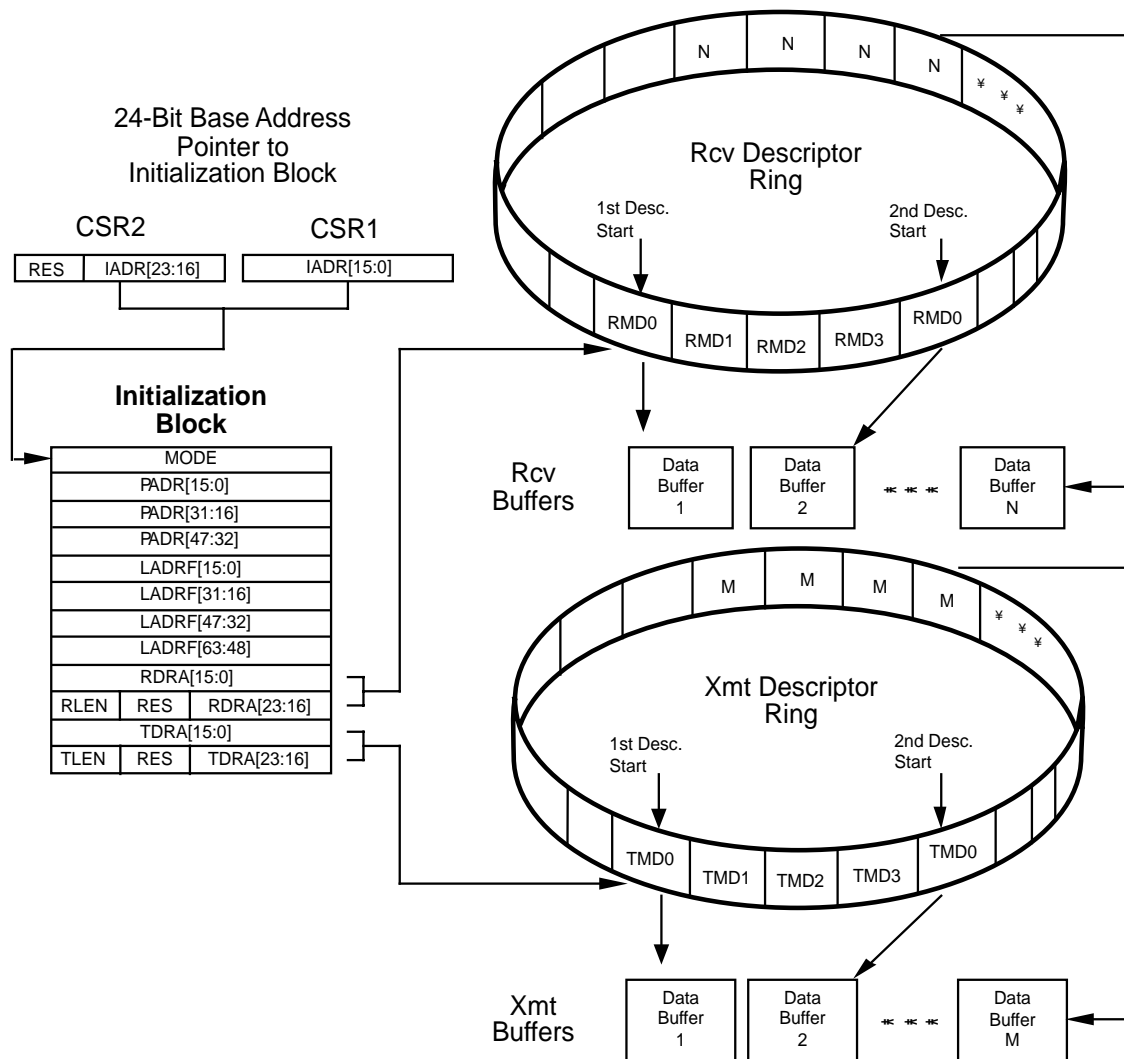 24-Bit Base Address
Pointer to
Initialization Block
CSR2
CSR1
RES
IADR[23:16]
IADR[15:0]
Initialization
Block
MODE
PADR[15:0]
PADR[31:16]
PADR[47:32]
LADRF[15:0]
LADRF[31:16]
LADRF[47:32]
LADRF[63:48]
RDRA[15:0]
RLEN RES RDRA[23:16]
TDRA[15:0]
TLEN RES TDRA[23:16]
N N N N ¥ ¥ ¥
Rcv Descriptor
Ring
1st Desc.
Start
2nd Desc.
Start
RMD0 RMD1 RMD2 RMD3 RMD0
Rcv
Buffers
Data
Buffer
1
Data
Buffer
2
Data
Buffer
N
M M M M ¥ ¥ ¥
Xmt Descriptor
Ring
1st Desc.
Start
2nd Desc.
Start
TMD0 TMD1 TMD2 TMD3 TMD0
Xmt
Buffers
Data
Buffer
1
Data
Buffer
2
Data
Buffer
M